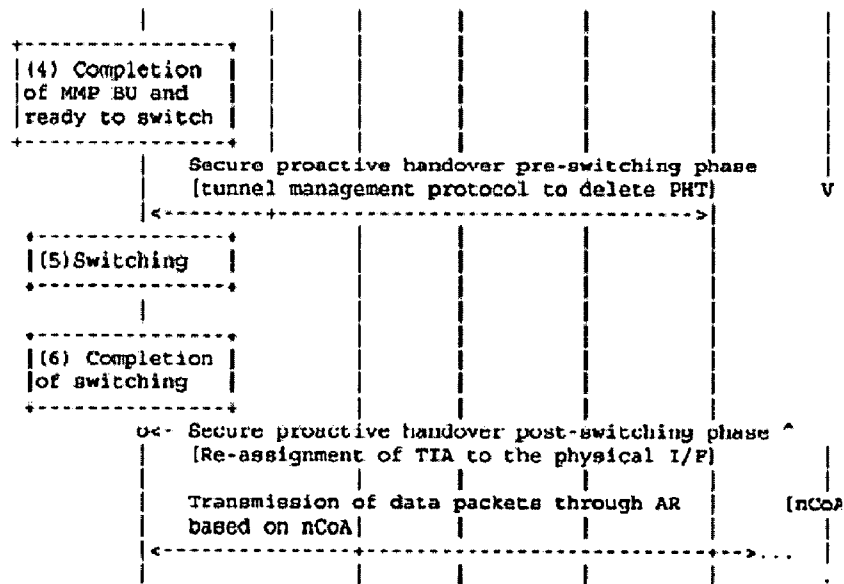 (4) Completion
of MMP BU and
ready to switch
Secure proactive handover pre-switching phase
[tunnel management protocol to delete PHT]
V
(5)Switching
(6) Completion
of switching
o<- Secure proactive handover post-switching phase ^
[Re-assignment of TIA to the physical I/F]
Transmission of data packets through AR [nCoA
based on nCoA